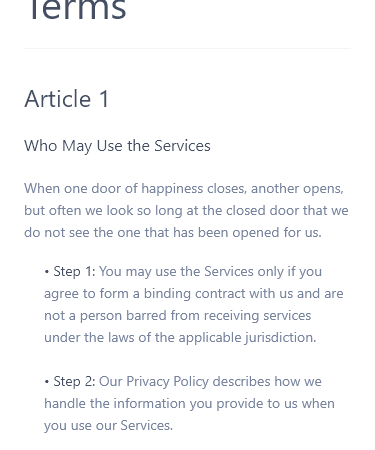 Terms
Article 1
Who May Use the Services
When one door of happiness closes, another opens,
but often we look so long at the closed door that we
do not see the one that has been opened for us.
• Step 1: You may use the Services only if you
agree to form a binding contract with us and are
not a person barred from receiving services
under the laws of the applicable jurisdiction.
• Step 2: Our Privacy Policy describes how we
handle the information you provide to us when
you use our Services.